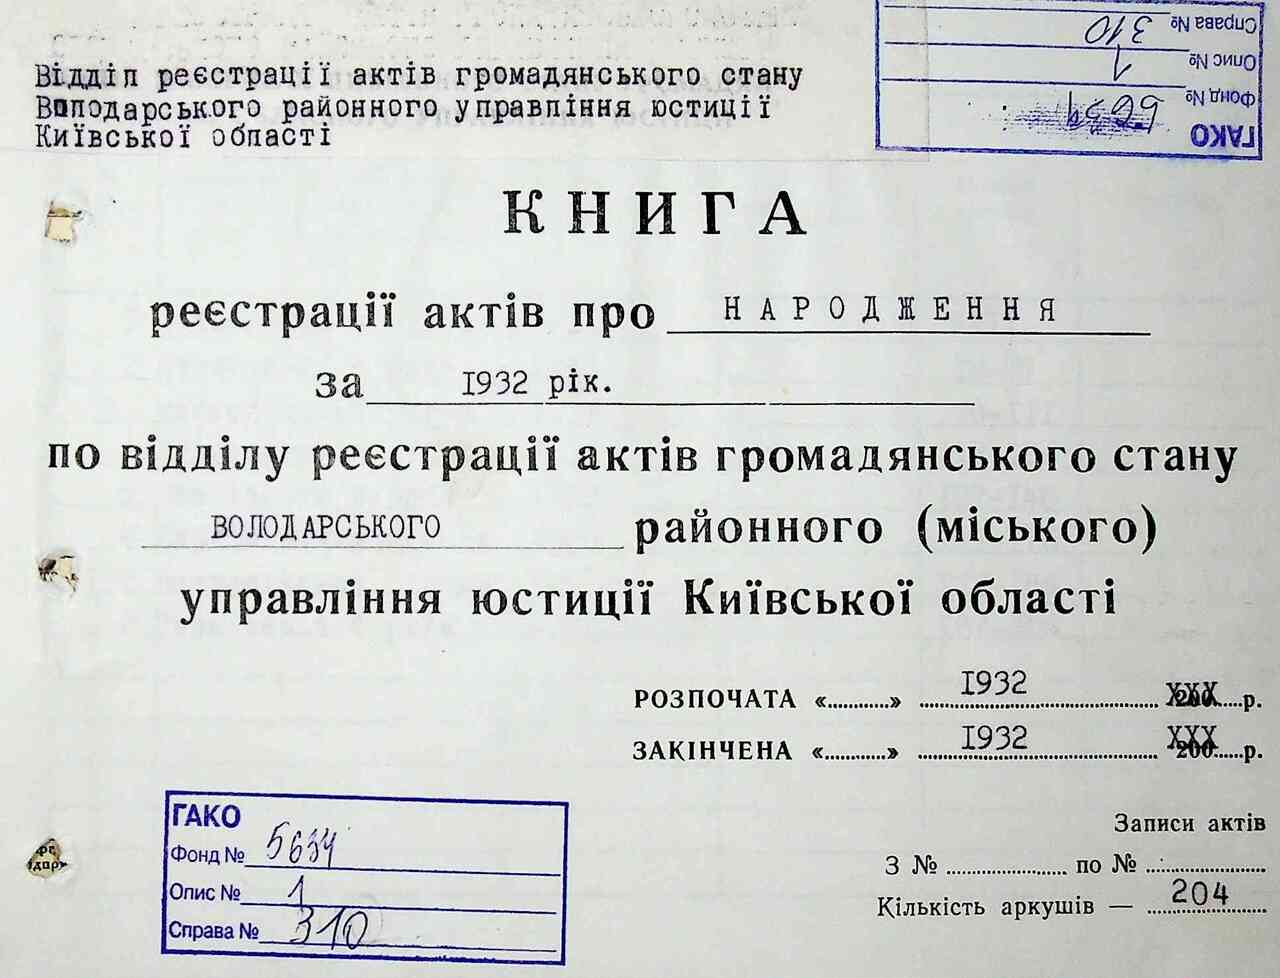 Відділ реєстрації актів громадянського стану
Володарського районного управління юстиції
Київської області
ГАКО
Фонд № 5634
Опис № 1
Справа № 310
КНИГА
реєстрації актів про НАРОДЖЕННЯ
за 1932 рік.
по відділу реєстрації актів громадянського стану
ВОЛОДАРСЬКОГО районного (міського)
управління юстиції Київської області
РОЗПОЧАТА «............» 1932 XXX р.
ЗАКІНЧЕНА «............» 1932 XXX р.
ГАКО
Фонд № 5634
Опис № 1
Справа № 310
Записи актів
З № ........................ по № ........................
Кількість аркушів — 204